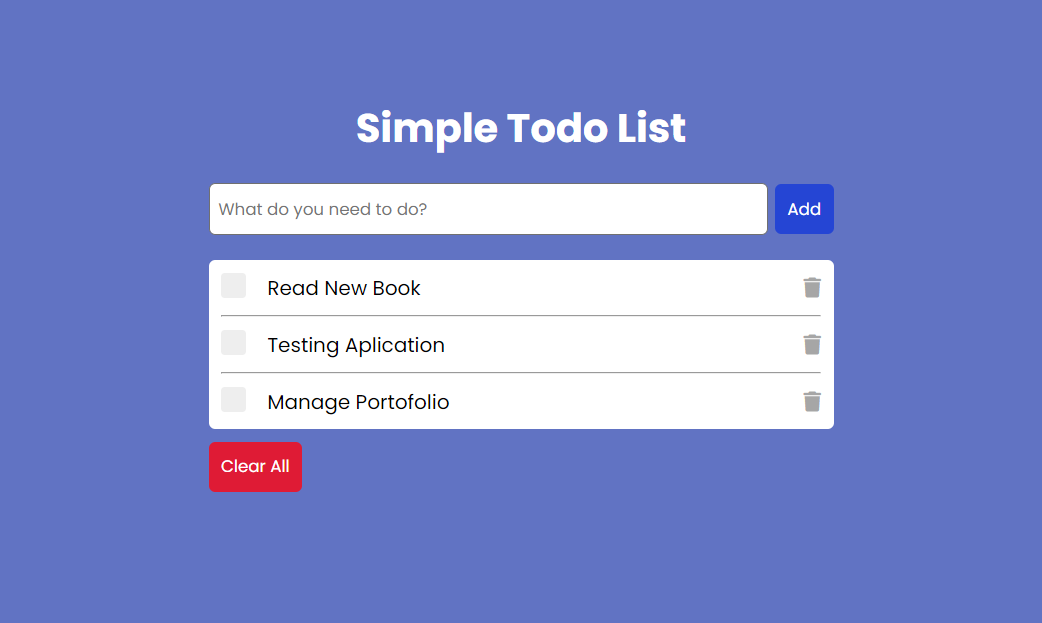 Simple Todo List
What do you need to do?
Add
Read New Book
Testing Aplication
Manage Portofolio
Clear All